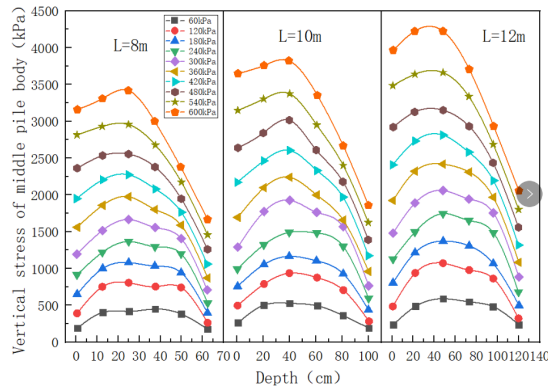 4500
4000
3500
3000
2500
2000
1500
1000
500
0
Vertical stress of middle pile body (kPa)
L=8m
L=10m
L=12m
60kPa
120kPa
180kPa
240kPa
300kPa
360kPa
420kPa
480kPa
540kPa
600kPa
0 10 20 30 40 50 60 70
0 20 40 60 80 100
0 20 40 60 80 100 120 140
Depth (cm)